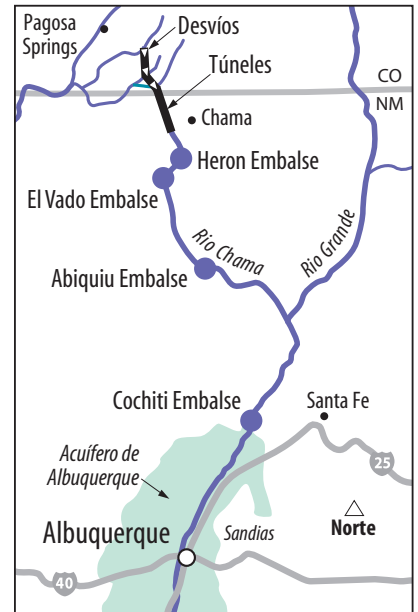 Pagosa
Springs
Desvíos
Túneles
CO
NM
Chama
Heron Embalse
El Vado Embalse
Rio Chama
Rio Grande
Abiquiu Embalse
Cochiti Embalse
Santa Fe
Acuífero de
Albuquerque
25
Albuquerque
Sandias
Norte
40